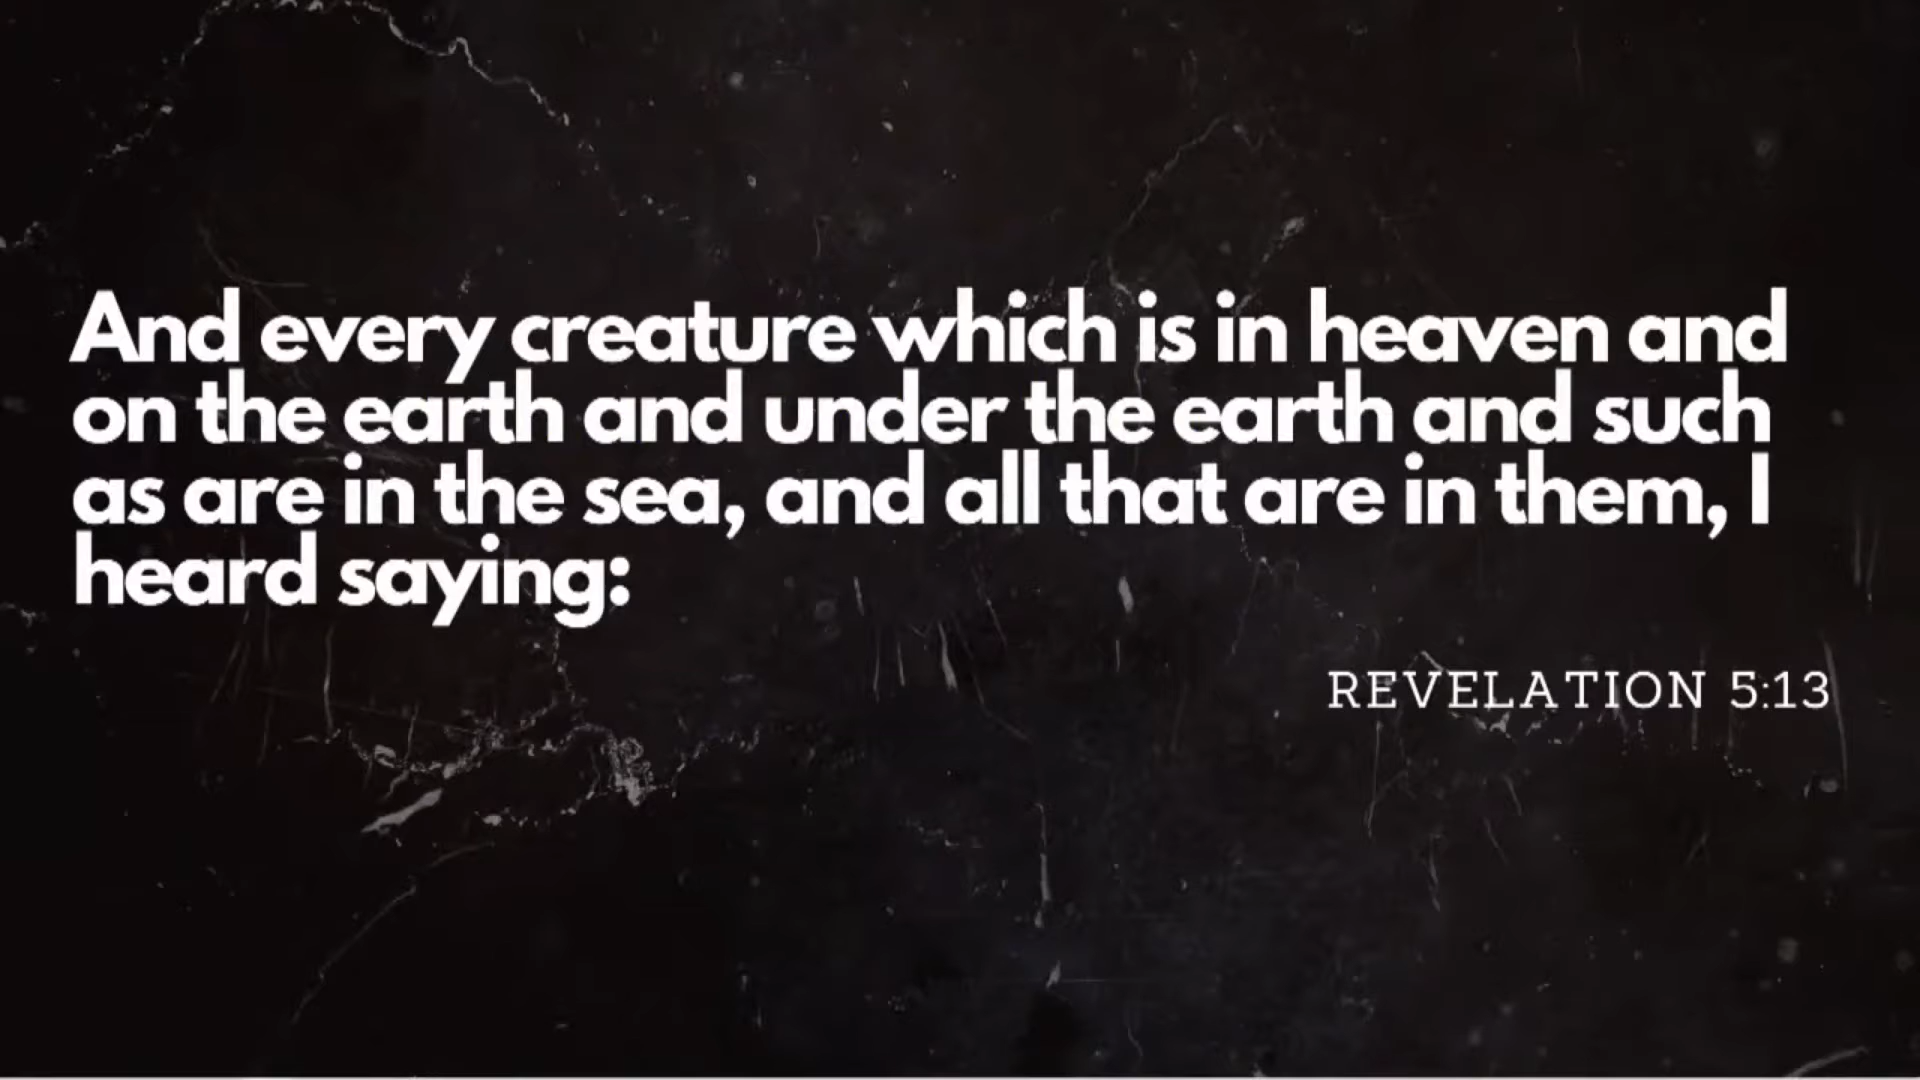 And every creature which is in heaven and
on the earth and under the earth and such
as are in the sea, and all that are in them, I
heard saying:
REVELATION 5:13